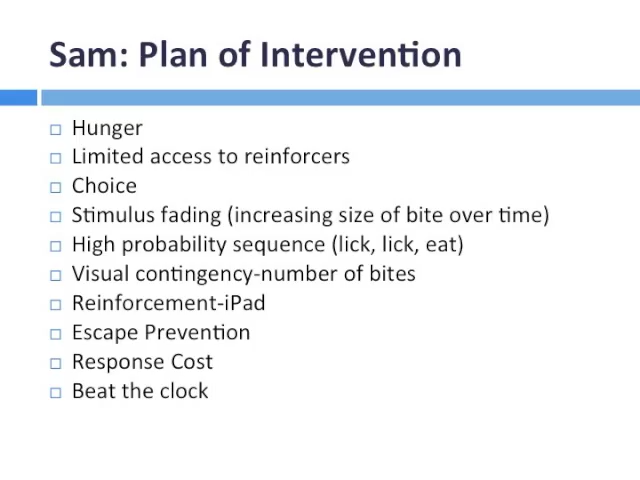 Sam: Plan of Intervention
Hunger
Limited access to reinforcers
Choice
Stimulus fading (increasing size of bite over time)
High probability sequence (lick, lick, eat)
Visual contingency-number of bites
Reinforcement-iPad
Escape Prevention
Response Cost
Beat the clock